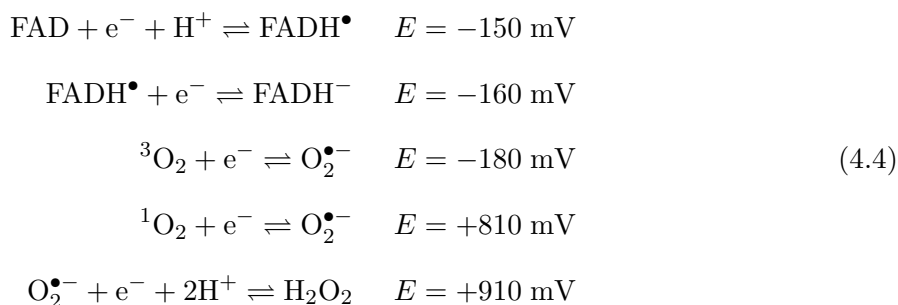 FAD + e⁻ + H⁺ ⇌ FADH• E = −150 mV
FADH• + e⁻ ⇌ FADH⁻ E = −160 mV
³O₂ + e⁻ ⇌ O₂•⁻ E = −180 mV (4.4)
¹O₂ + e⁻ ⇌ O₂•⁻ E = +810 mV
O₂•⁻ + e⁻ + 2H⁺ ⇌ H₂O₂ E = +910 mV